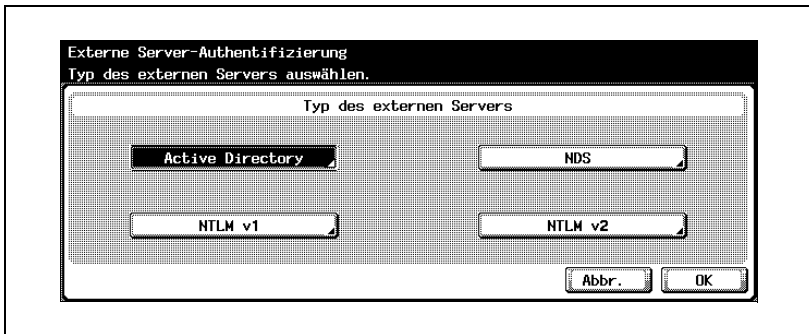 Externe Server-Authentifizierung
Typ des externen Servers auswählen.
Typ des externen Servers
Active Directory
NDS
NTLM v1
NTLM v2
Abbr.
OK